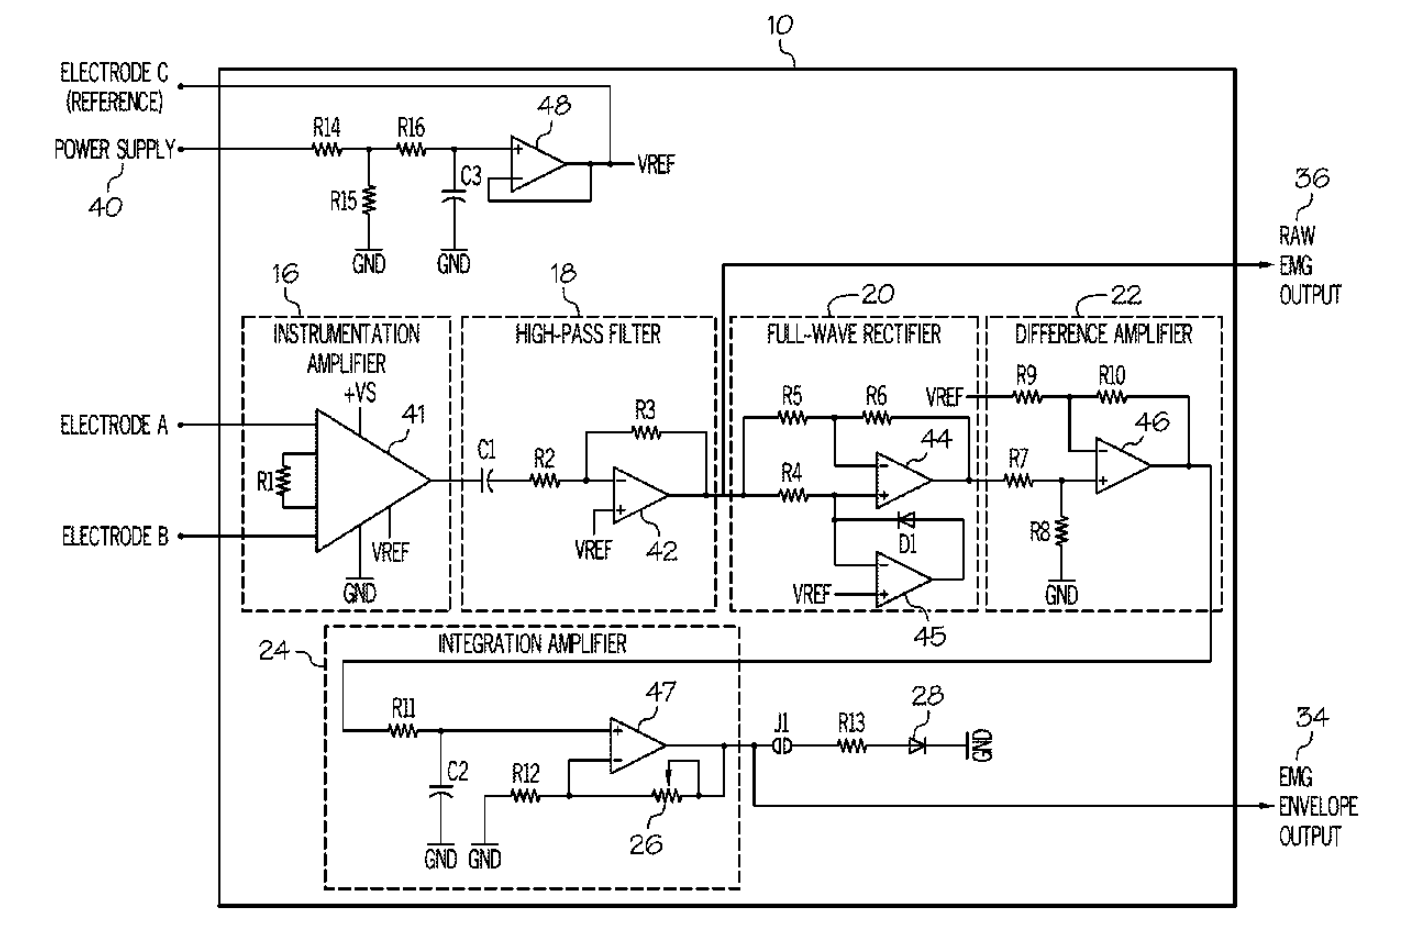 10
ELECTRODE C
(REFERENCE)
POWER SUPPLY
40
R14
R16
48
R15
C3
VREF
GND
GND
36
RAW
EMG
OUTPUT
16
18
20
22
INSTRUMENTATION
AMPLIFIER
HIGH-PASS FILTER
FULL-WAVE RECTIFIER
DIFFERENCE AMPLIFIER
+VS
41
ELECTRODE A
R1
ELECTRODE B
VREF
GND
C1
R2
R3
VREF
42
R5
R6
R4
44
D1
VREF
45
VREF
R9
R10
46
R7
R8
GND
24
INTEGRATION AMPLIFIER
R11
47
C2
R12
26
GND
GND
J1
R13
28
GND
34
EMG
ENVELOPE
OUTPUT